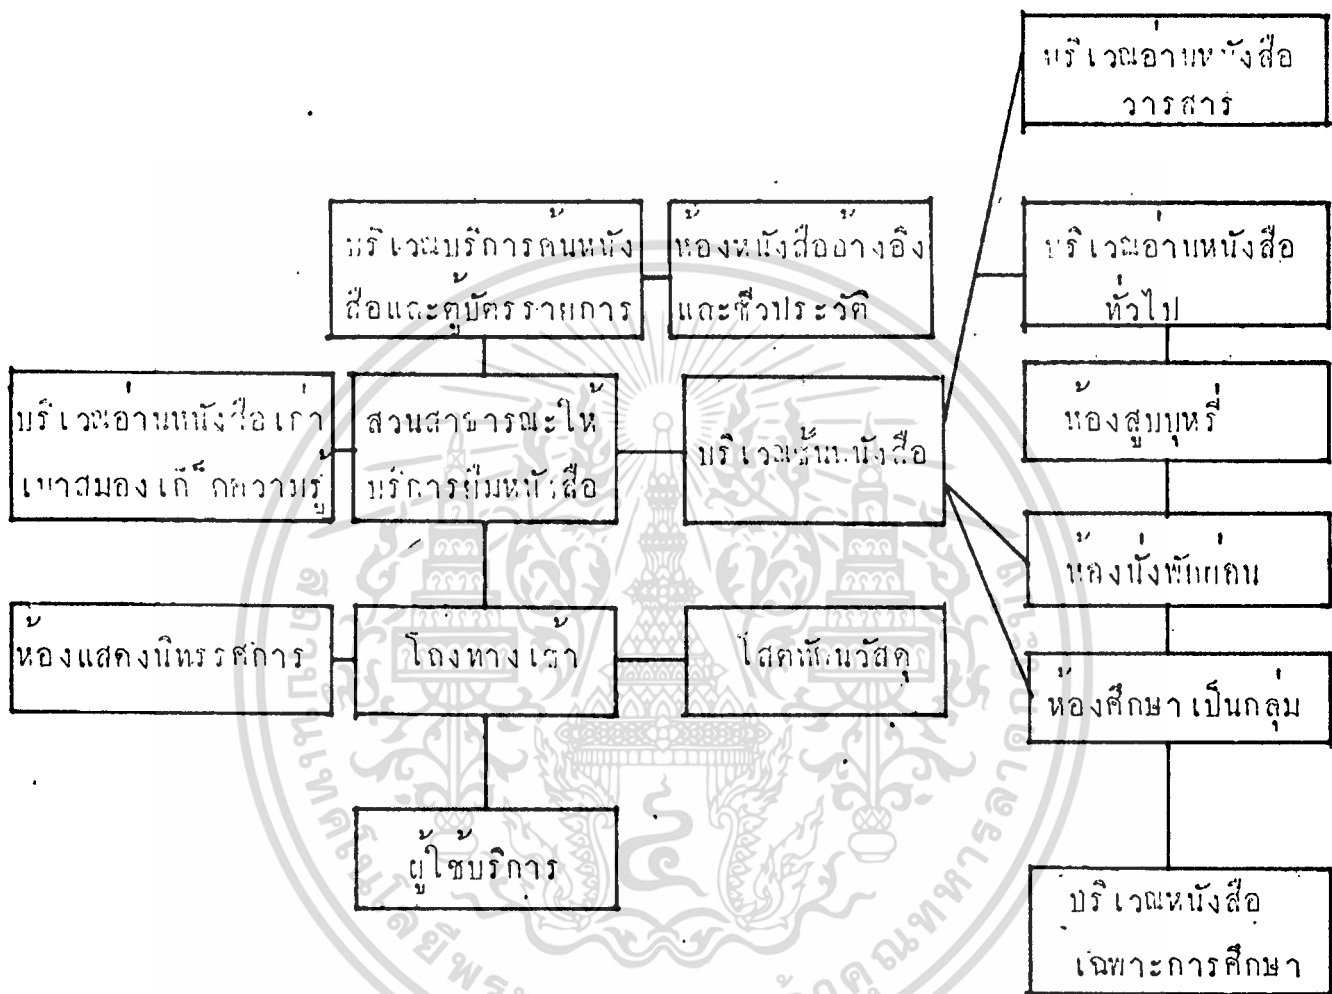 บริเวณอ่านหนังสือ
วารสาร
บริเวณบริการค้นหนัง
สือและตู้บัตรรายการ
ห้องหนังสืออ้างอิง
และชีวประวัติ
บริเวณอ่านหนังสือ
ทั่วไป
บริเวณอ่านหนังสือเก่า
เบาสมอง เกร็ดความรู้
ส่วนสาธารณะให้
บริการยืมหนังสือ
บริเวณชั้นหนังสือ
ห้องสูบบุหรี่
ห้องนั่งพักผ่อน
ห้องแสดงนิทรรศการ
โถงทางเข้า
โสตทัศนวัสดุ
ห้องศึกษาเป็นกลุ่ม
ผู้ใช้บริการ
บริเวณหนังสือ
เฉพาะการศึกษา